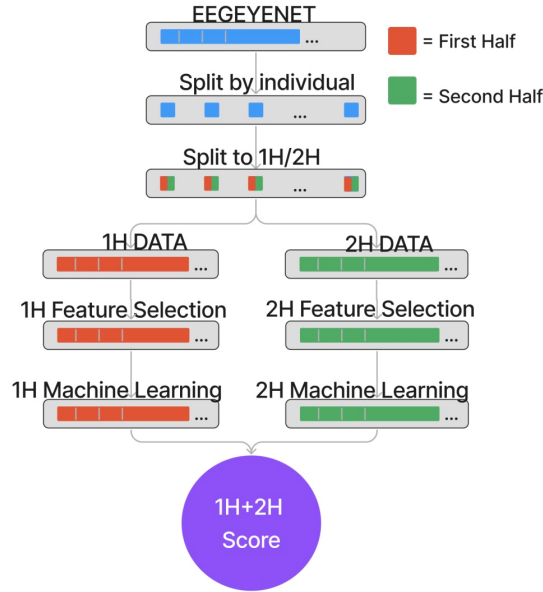 EEGEYENET
...
= First Half
Split by individual
...
= Second Half
Split to 1H/2H
...
1H DATA
...
2H DATA
...
1H Feature Selection
...
2H Feature Selection
...
1H Machine Learning
...
2H Machine Learning
...
1H+2H
Score